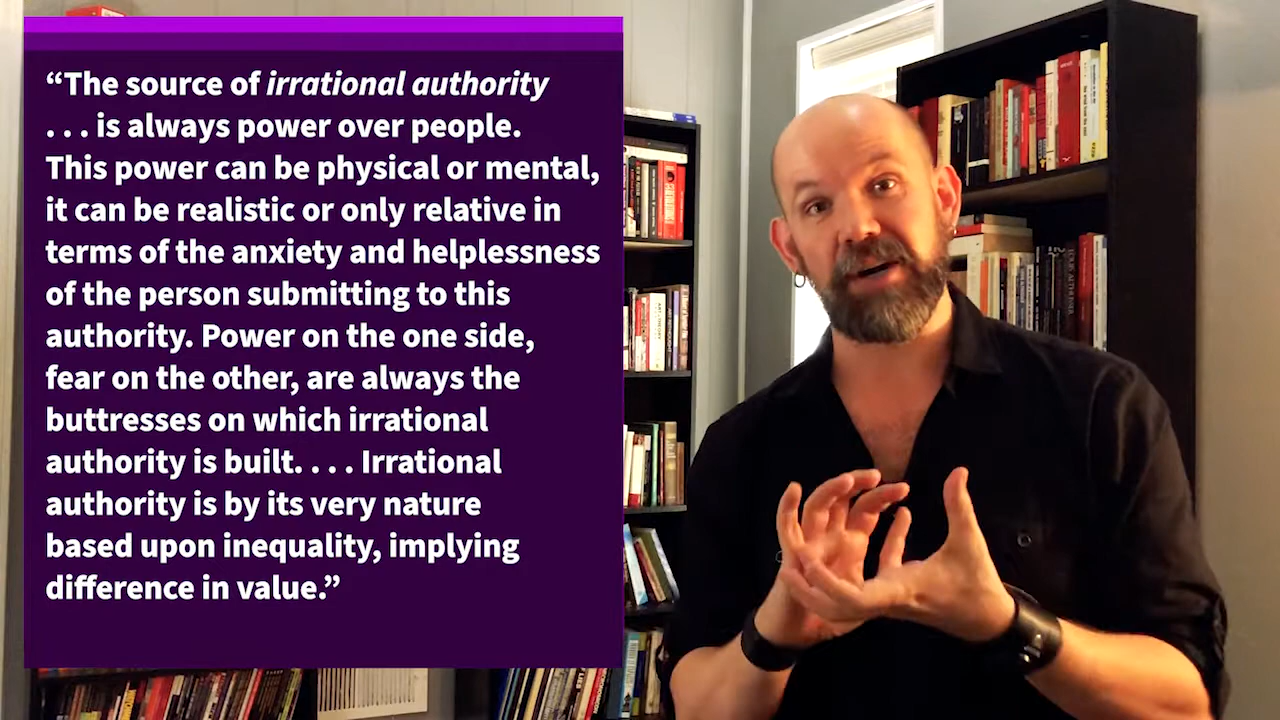 “The source of irrational authority
. . . is always power over people.
This power can be physical or mental,
it can be realistic or only relative in
terms of the anxiety and helplessness
of the person submitting to this
authority. Power on the one side,
fear on the other, are always the
buttresses on which irrational
authority is built. . . . Irrational
authority is by its very nature
based upon inequality, implying
difference in value.”
LOUIS ALTHUSSER